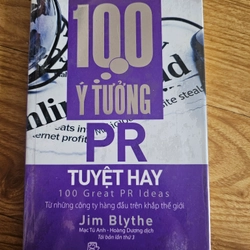 100
Ý TƯỞNG
PR
TUYỆT HAY
100 Great PR Ideas
Từ những công ty hàng đầu trên khắp thế giới
Jim Blythe
Mạc Tú Anh - Hoàng Dương dịch
Tái bản lần thứ 3